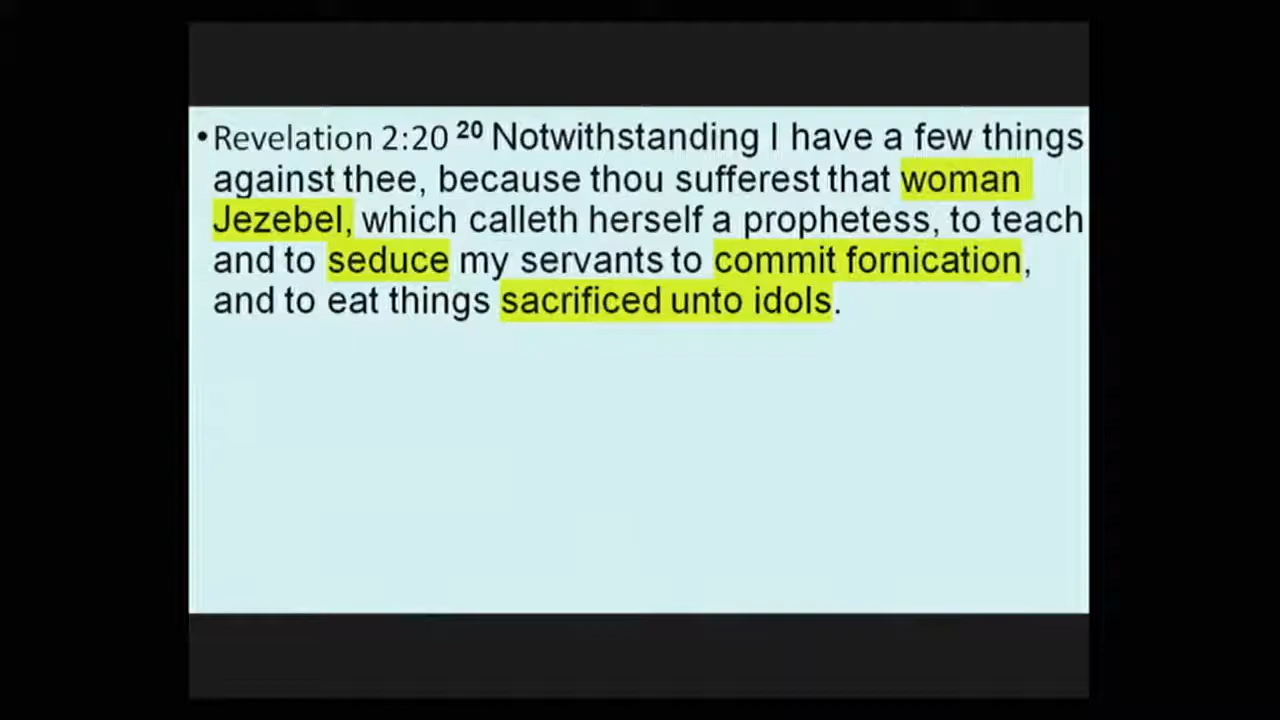 •Revelation 2:20 20 Notwithstanding I have a few things
against thee, because thou sufferest that woman
Jezebel, which calleth herself a prophetess, to teach
and to seduce my servants to commit fornication,
and to eat things sacrificed unto idols.